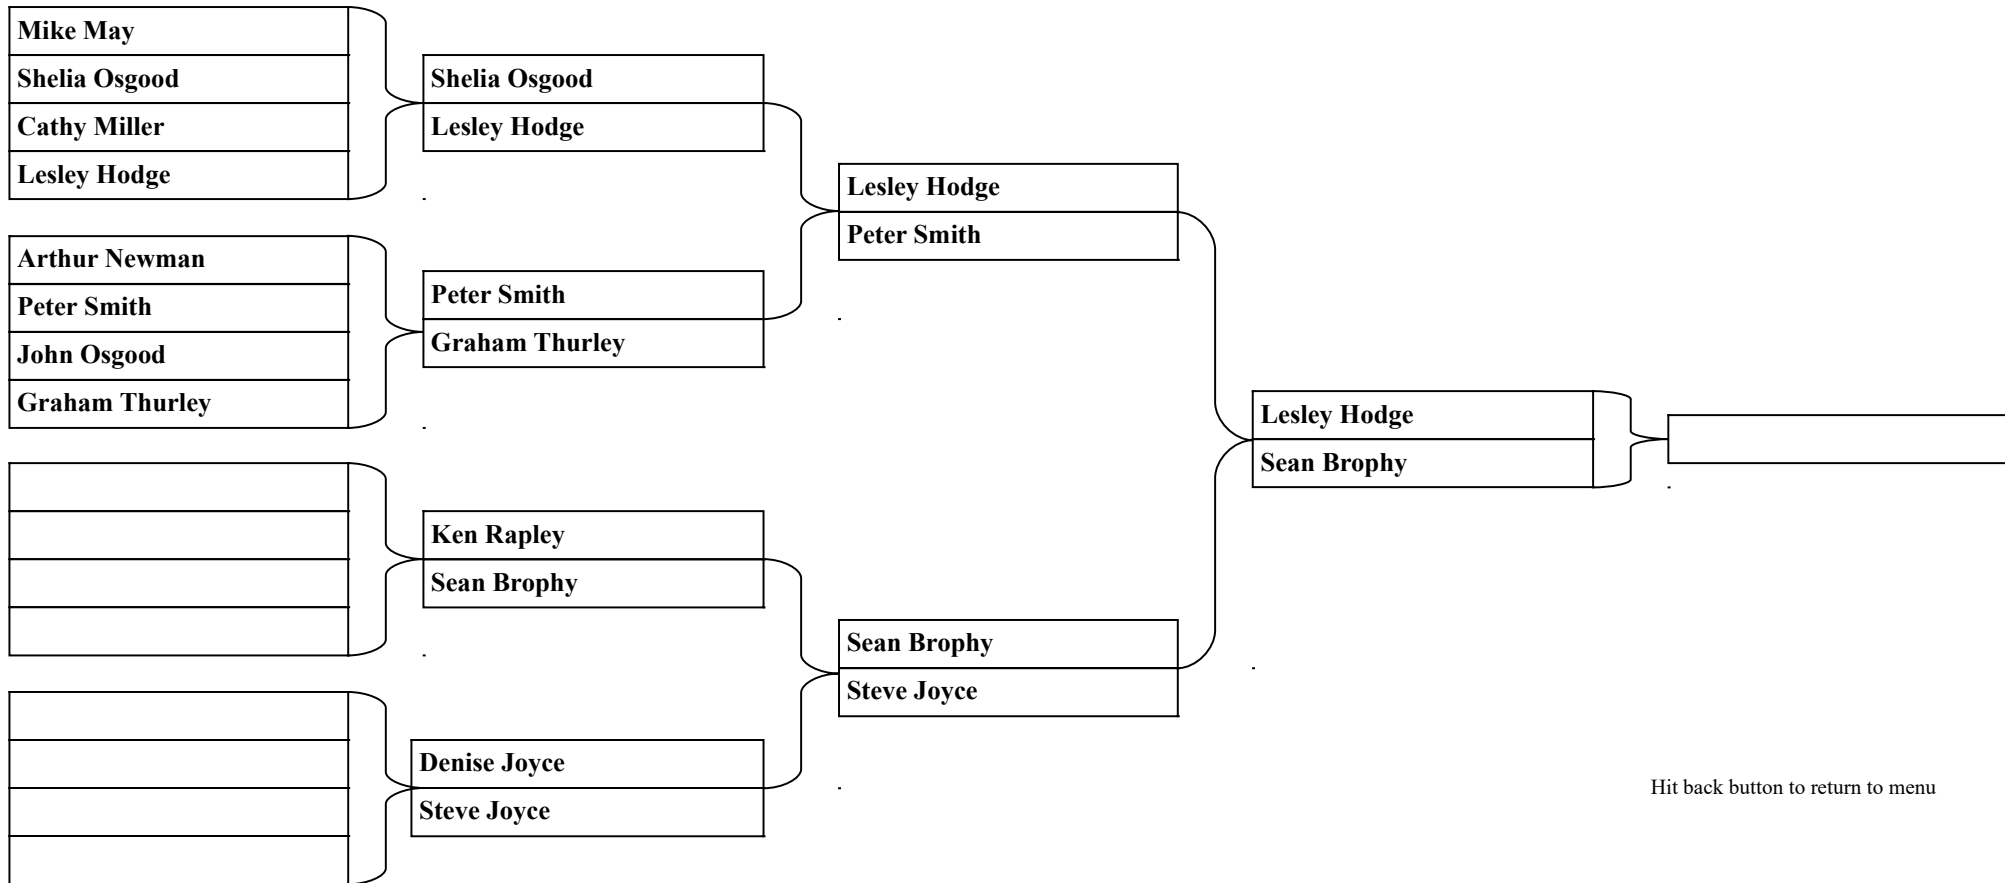 Mike May
Shelia Osgood
Cathy Miller
Lesley Hodge
Arthur Newman
Peter Smith
John Osgood
Graham Thurley
Shelia Osgood
Lesley Hodge
Peter Smith
Graham Thurley
Ken Rapley
Sean Brophy
Denise Joyce
Steve Joyce
Lesley Hodge
Peter Smith
Sean Brophy
Steve Joyce
Lesley Hodge
Sean Brophy
Hit back button to return to menu